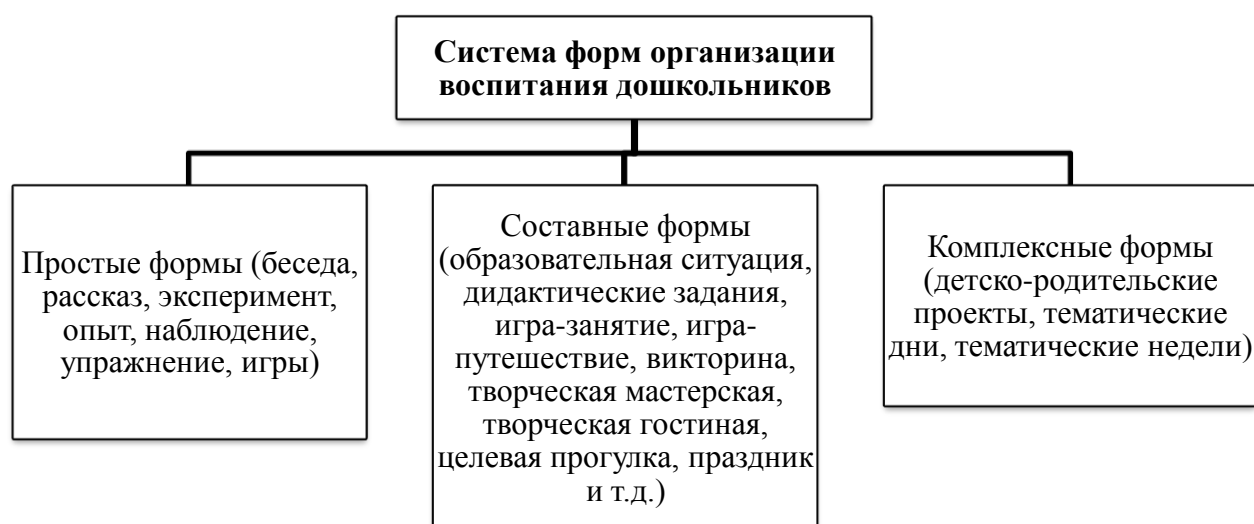 Система форм организации
воспитания дошкольников
Простые формы (беседа,
рассказ, эксперимент,
опыт, наблюдение,
упражнение, игры)
Составные формы
(образовательная ситуация,
дидактические задания,
игра-занятие, игра-
путешествие, викторина,
творческая мастерская,
творческая гостиная,
целевая прогулка, праздник
и т.д.)
Комплексные формы
(детско-родительские
проекты, тематические
дни, тематические недели)